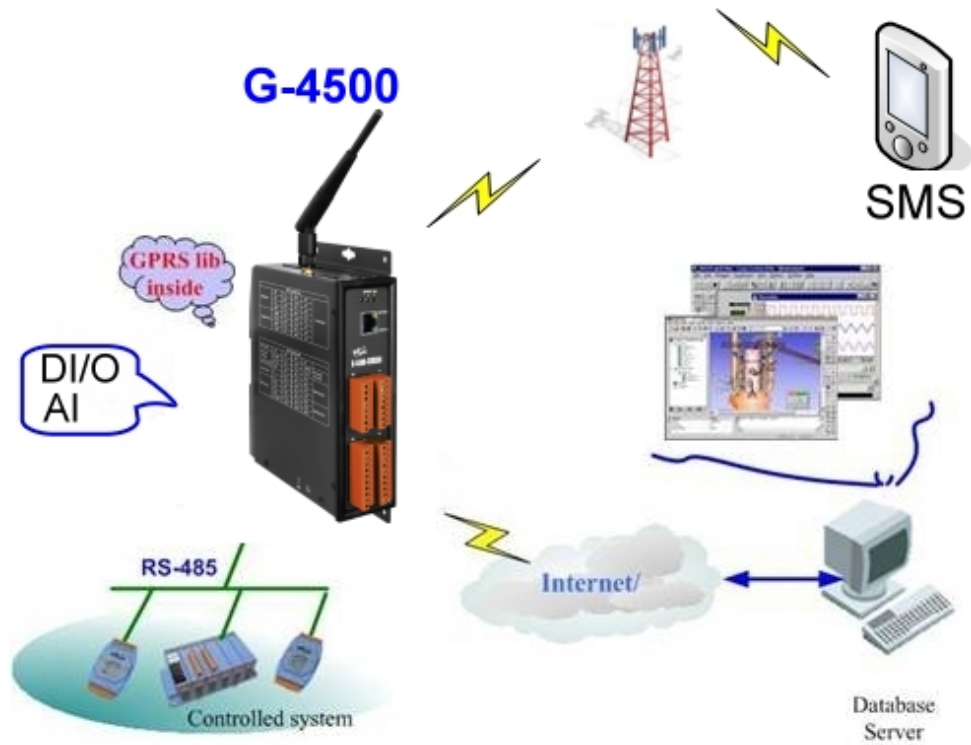 G-4500
SMS
GPRS lib
inside
DI/O
AI
RS-485
Internet/
Controlled system
Database
Server